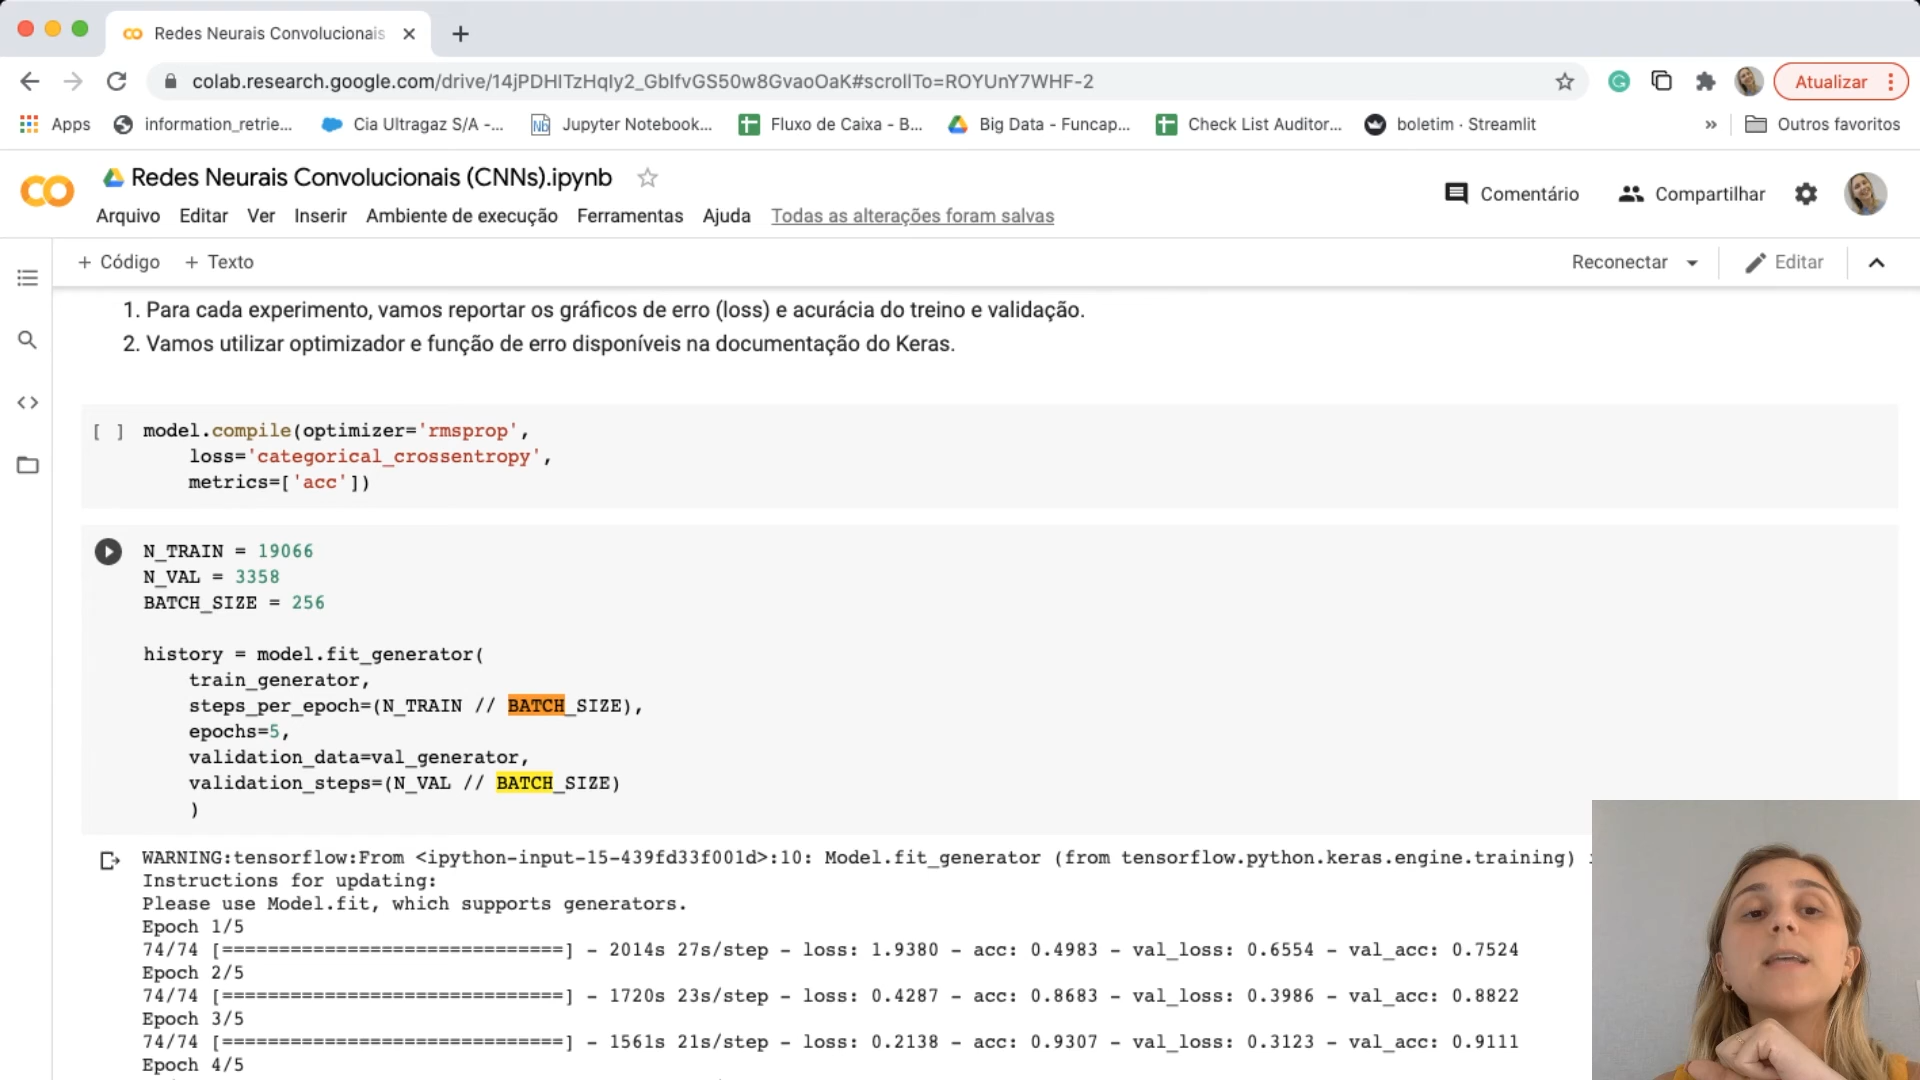 Redes Neurais Convolucionais
colab.research.google.com/drive/14jPDHITzHqIy2_GbIfvGS50w8GvaoOaK#scrollTo=ROYUnY7WHF-2
Atualizar
Apps
information_retrie...
Cia Ultragaz S/A -...
Jupyter Notebook...
Fluxo de Caixa - B...
Big Data - Funcap...
Check List Auditor...
boletim · Streamlit
»
Outros favoritos
Redes Neurais Convolucionais (CNNs).ipynb
Comentário
Compartilhar
Arquivo Editar Ver Inserir Ambiente de execução Ferramentas Ajuda Todas as alterações foram salvas
+ Código + Texto
Reconectar
Editar
1. Para cada experimento, vamos reportar os gráficos de erro (loss) e acurácia do treino e validação.
2. Vamos utilizar optimizador e função de erro disponíveis na documentação do Keras.
[ ] model.compile(optimizer='rmsprop',
loss='categorical_crossentropy',
metrics=['acc'])
N_TRAIN = 19066
N_VAL = 3358
BATCH_SIZE = 256
history = model.fit_generator(
train_generator,
steps_per_epoch=(N_TRAIN // BATCH_SIZE),
epochs=5,
validation_data=val_generator,
validation_steps=(N_VAL // BATCH_SIZE)
)
WARNING:tensorflow:From <ipython-input-15-439fd33f001d>:10: Model.fit_generator (from tensorflow.python.keras.engine.training)
Instructions for updating:
Please use Model.fit, which supports generators.
Epoch 1/5
74/74 [==============================] - 2014s 27s/step - loss: 1.9380 - acc: 0.4983 - val_loss: 0.6554 - val_acc: 0.7524
Epoch 2/5
74/74 [==============================] - 1720s 23s/step - loss: 0.4287 - acc: 0.8683 - val_loss: 0.3986 - val_acc: 0.8822
Epoch 3/5
74/74 [==============================] - 1561s 21s/step - loss: 0.2138 - acc: 0.9307 - val_loss: 0.3123 - val_acc: 0.9111
Epoch 4/5